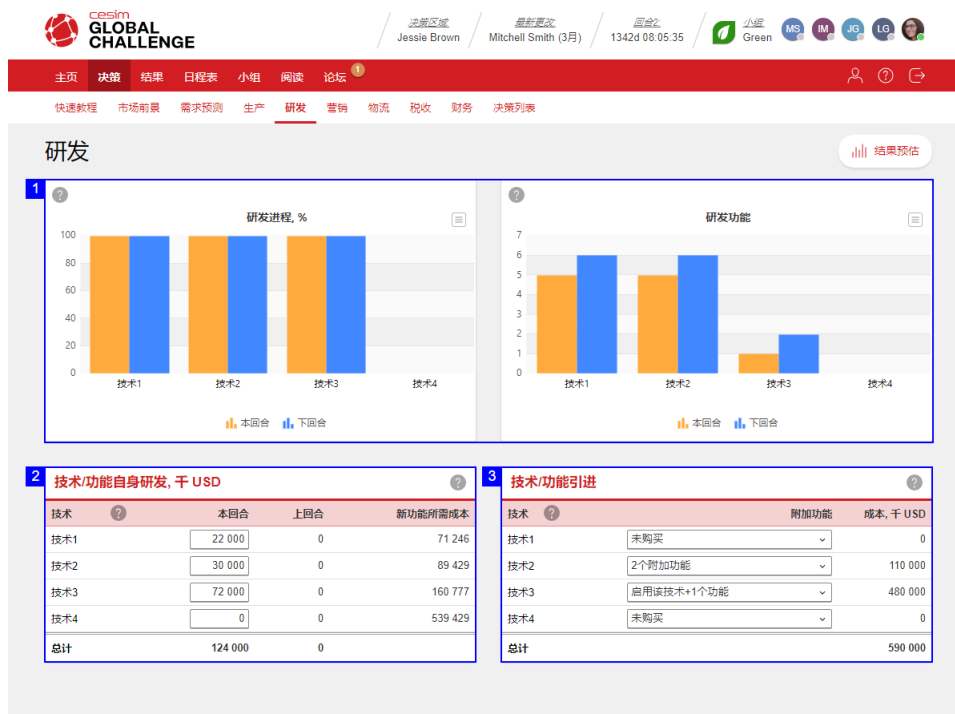 cesim
GLOBAL
CHALLENGE
决策区域: 最新更改: 回合2: 小组:
Jessie Brown Mitchell Smith (3月) 1342d 08:05:35 Green MS IM JG LG
主页 决策 结果 日程表 小组 阅读 论坛 1
快速教程 市场前景 需求预测 生产 研发 营销 物流 税收 财务 决策列表
研发 结果预估
1
? ?
研发进程, % 研发功能
100 80 60 40 20 0
技术1 技术2 技术3 技术4
本回合 下回合
7 6 5 4 3 2 1 0
技术1 技术2 技术3 技术4
本回合 下回合
2 技术/功能自身研发, 千 USD ?
技术 ? 本回合 上回合 新功能所需成本
技术1 22 000 0 71 246
技术2 30 000 0 89 429
技术3 72 000 0 160 777
技术4 0 0 539 429
总计 124 000 0
3 技术/功能引进 ?
技术 ? 附加功能 成本, 千 USD
技术1 未购买 0
技术2 2个附加功能 110 000
技术3 启用该技术+1个功能 480 000
技术4 未购买 0
总计 590 000